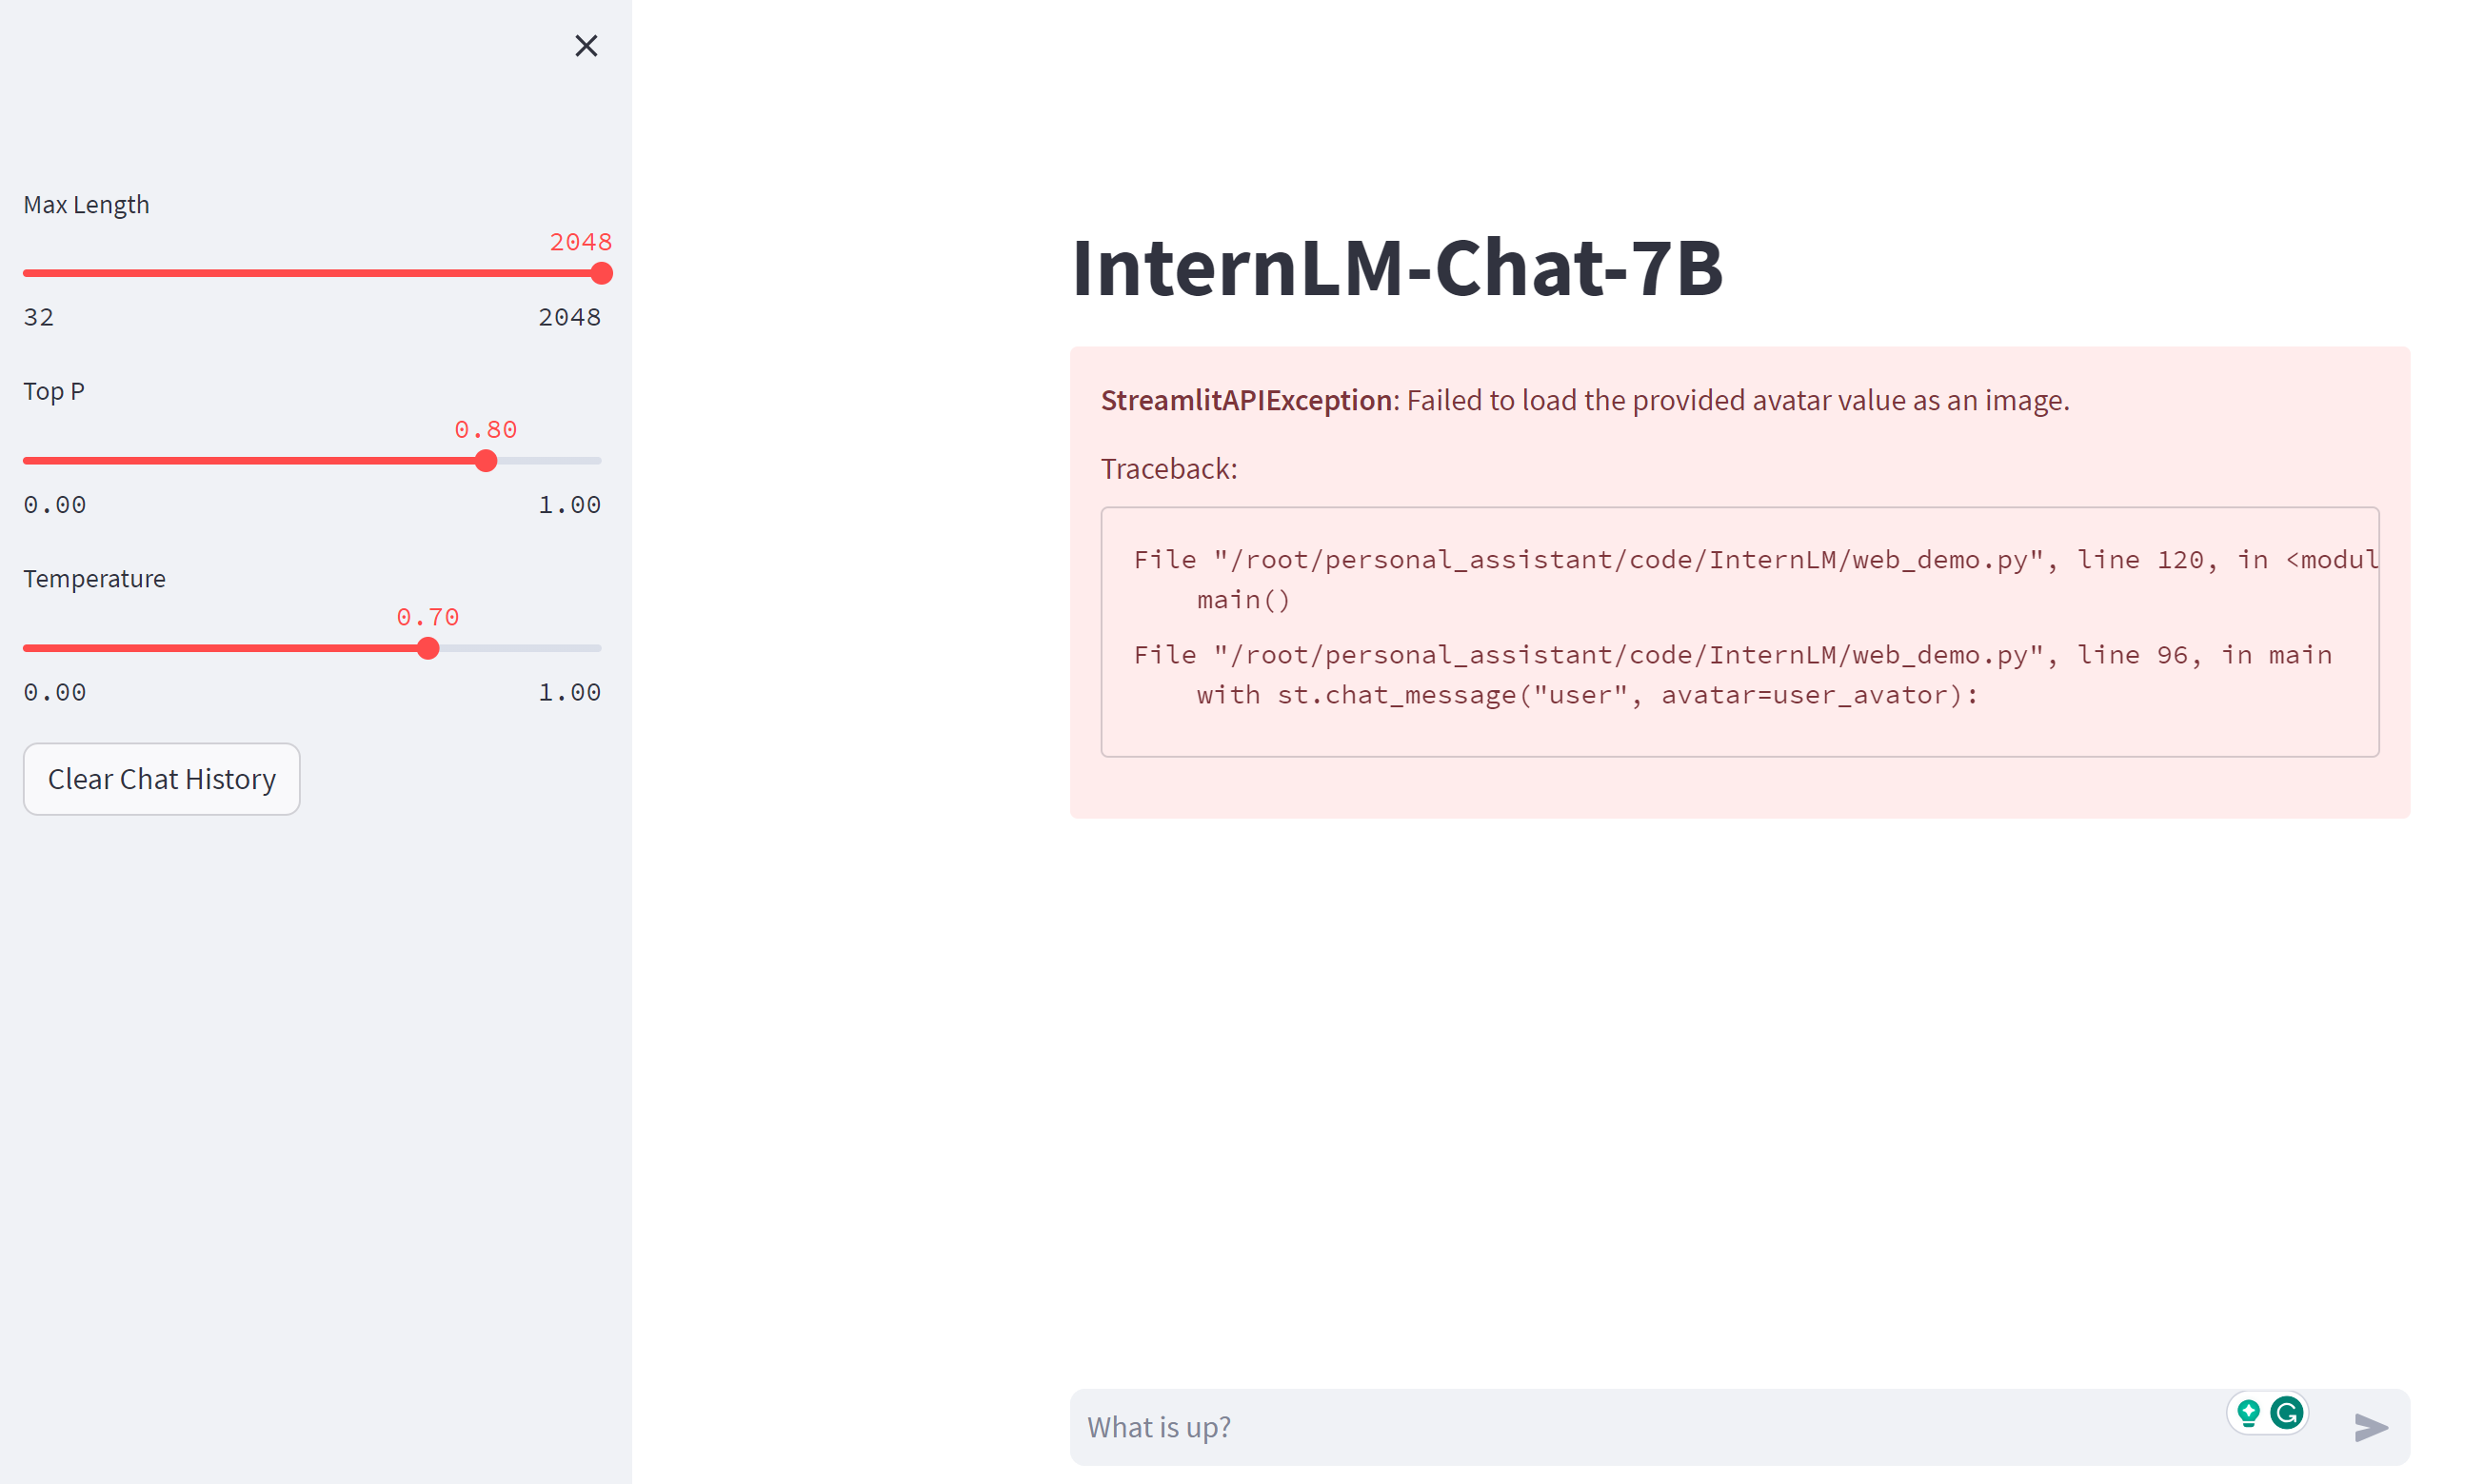 Max Length
2048
32 2048
Top P
0.80
0.00 1.00
Temperature
0.70
0.00 1.00
Clear Chat History
InternLM-Chat-7B
StreamlitAPIException: Failed to load the provided avatar value as an image.
Traceback:
File "/root/personal_assistant/code/InternLM/web_demo.py", line 120, in <modul
main()
File "/root/personal_assistant/code/InternLM/web_demo.py", line 96, in main
with st.chat_message("user", avatar=user_avator):
What is up?